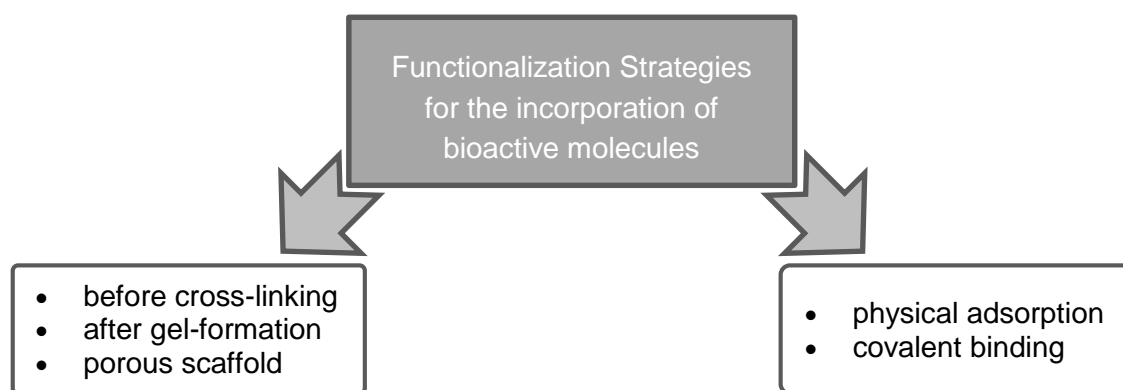 Functionalization Strategies
for the incorporation of
bioactive molecules
• before cross-linking
• after gel-formation
• porous scaffold
• physical adsorption
• covalent binding